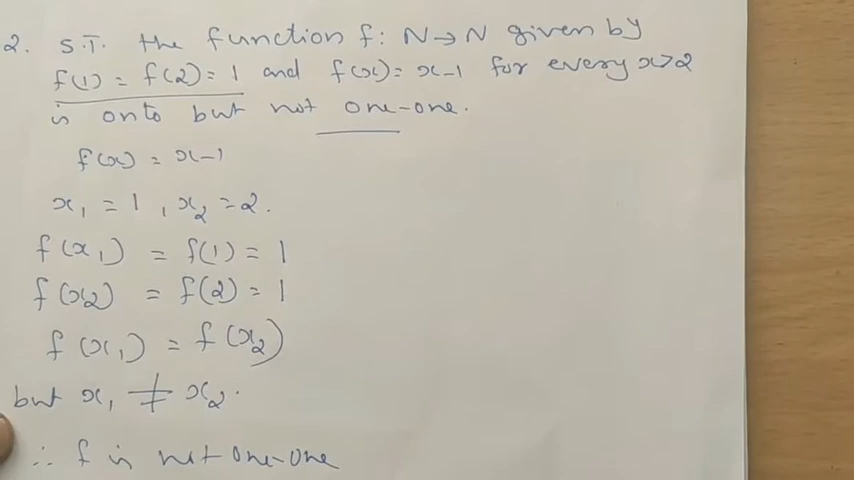 2. S.T. the function f: N→N given by
f(1) = f(2) = 1 and f(x) = x-1 for every x>2
is onto but not one-one.
f(x) = x-1
x₁ = 1, x₂ = 2.
f(x₁) = f(1) = 1
f(x₂) = f(2) = 1
f(x₁) = f(x₂)
but x₁ ≠ x₂.
∴ f is not one-one